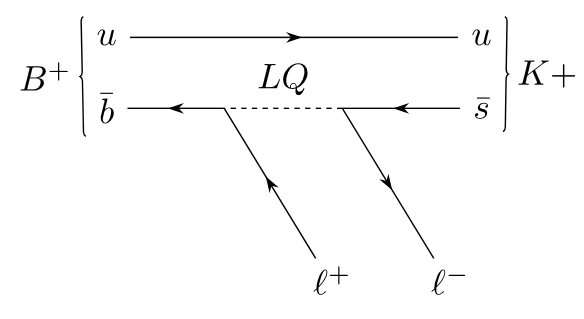 u u
B⁺ LQ K+
b̄ s̄
ℓ⁺ ℓ⁻